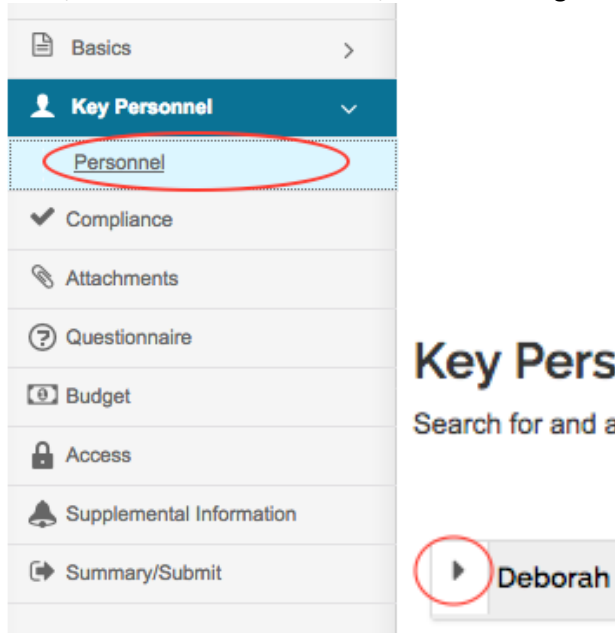 Basics
Key Personnel
Personnel
Compliance
Attachments
Questionnaire
Budget
Access
Supplemental Information
Summary/Submit
Key Pers
Search for and a
Deborah